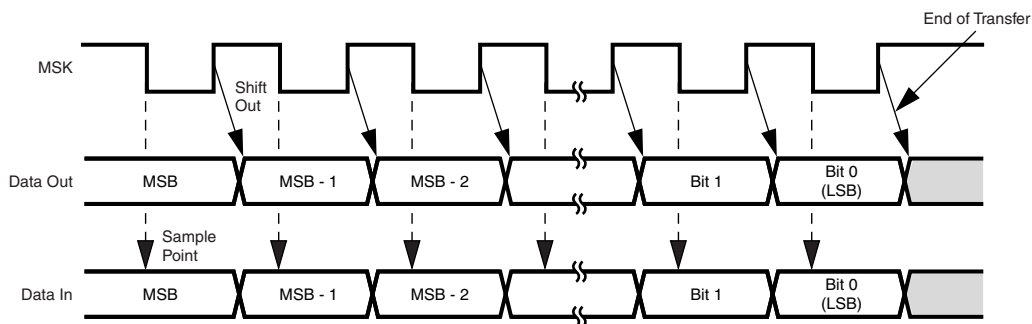 End of Transfer
MSK
Shift
Out
Data Out
MSB
MSB - 1
MSB - 2
Bit 1
Bit 0
(LSB)
Sample
Point
Data In
MSB
MSB - 1
MSB - 2
Bit 1
Bit 0
(LSB)